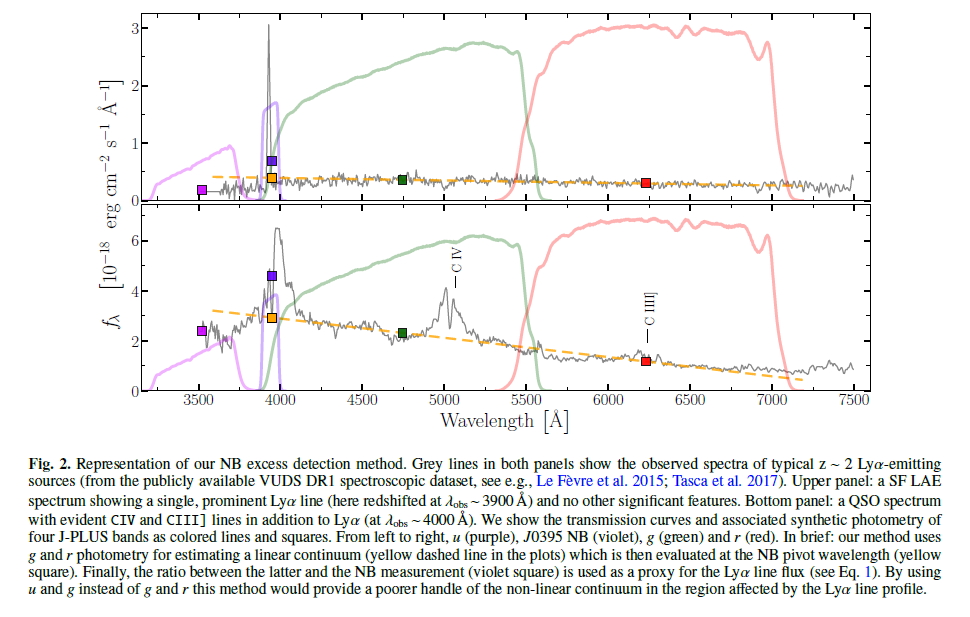 3
2
1
0
6
4
2
0
C IV
C III]
f_λ [10^{−18} erg cm^{−2} s^{−1} Å^{−1}]
3500 4000 4500 5000 5500 6000 6500 7000 7500
Wavelength [Å]
Fig. 2. Representation of our NB excess detection method. Grey lines in both panels show the observed spectra of typical z ∼ 2 Lyα-emitting
sources (from the publicly available VUDS DR1 spectroscopic dataset, see e.g., Le Fèvre et al. 2015; Tasca et al. 2017). Upper panel: a SF LAE
spectrum showing a single, prominent Lyα line (here redshifted at λobs ∼ 3900 Å) and no other significant features. Bottom panel: a QSO spectrum
with evident CIV and CIII] lines in addition to Lyα (at λobs ∼ 4000 Å). We show the transmission curves and associated synthetic photometry of
four J-PLUS bands as colored lines and squares. From left to right, u (purple), J0395 NB (violet), g (green) and r (red). In brief: our method uses
g and r photometry for estimating a linear continuum (yellow dashed line in the plots) which is then evaluated at the NB pivot wavelength (yellow
square). Finally, the ratio between the latter and the NB measurement (violet square) is used as a proxy for the Lyα line flux (see Eq. 1). By using
u and g instead of g and r this method would provide a poorer handle of the non-linear continuum in the region affected by the Lyα line profile.